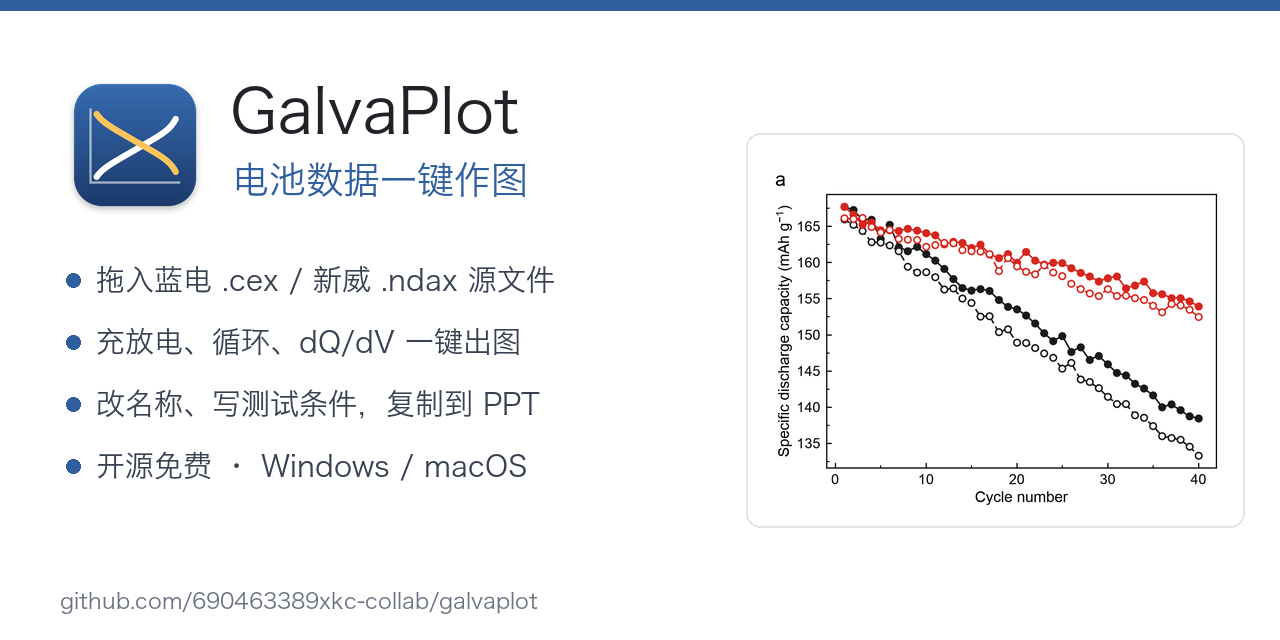 GalvaPlot
电池数据一键作图
拖入蓝电 .cex / 新威 .ndax 源文件
充放电、循环、dQ/dV 一键出图
改名称、写测试条件，复制到 PPT
开源免费 · Windows / macOS
github.com/690463389xkc-collab/galvaplot
a
Specific discharge capacity (mAh g⁻¹)
165
160
155
150
145
140
135
0 10 20 30 40
Cycle number